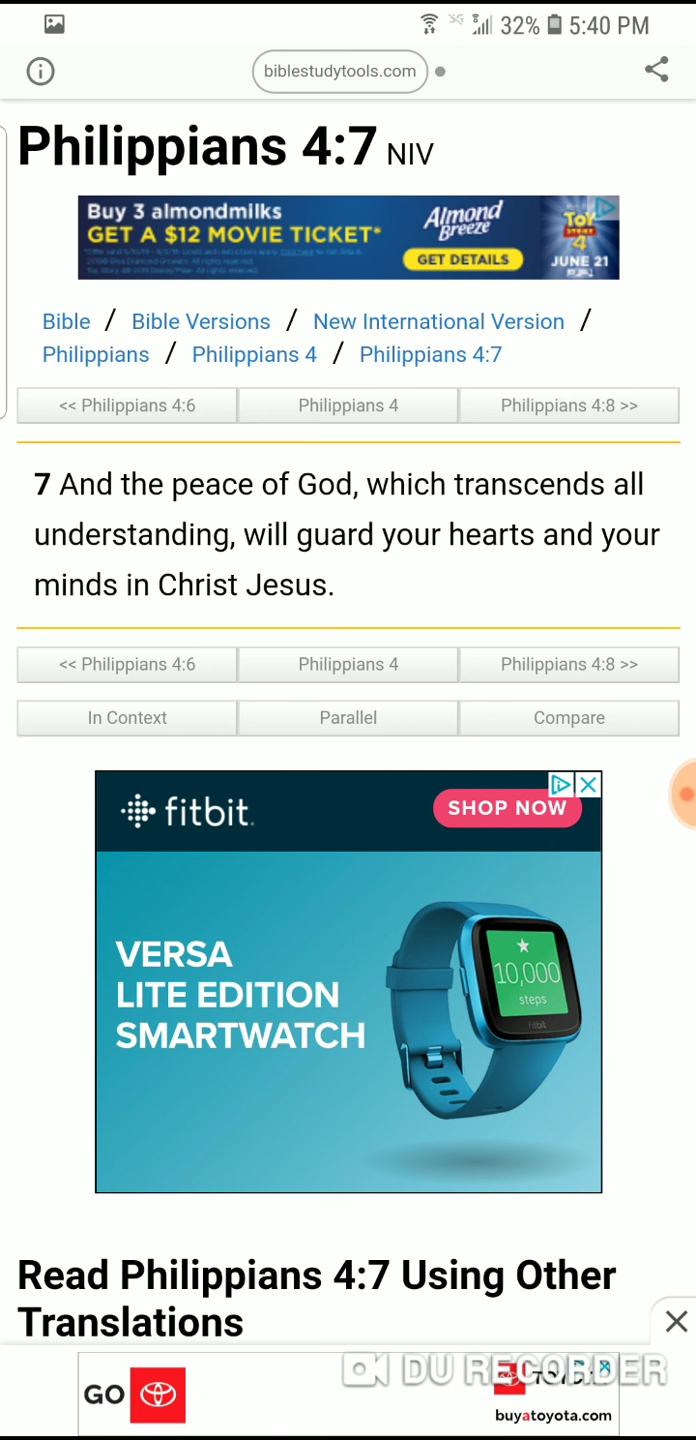 3G 32% 5:40 PM
biblestudytools.com
Philippians 4:7 NIV
Buy 3 almondmilks
GET A $12 MOVIE TICKET*
Almond
Breeze
GET DETAILS
TOY
4
JUNE 21
Bible / Bible Versions / New International Version /
Philippians / Philippians 4 / Philippians 4:7
<< Philippians 4:6 Philippians 4 Philippians 4:8 >>
7 And the peace of God, which transcends all
understanding, will guard your hearts and your
minds in Christ Jesus.
<< Philippians 4:6 Philippians 4 Philippians 4:8 >>
In Context Parallel Compare
fitbit.
SHOP NOW
VERSA
LITE EDITION
SMARTWATCH
10,000
steps
fitbit
Read Philippians 4:7 Using Other
Translations
DU RECORDER
GO
buyatoyota.com